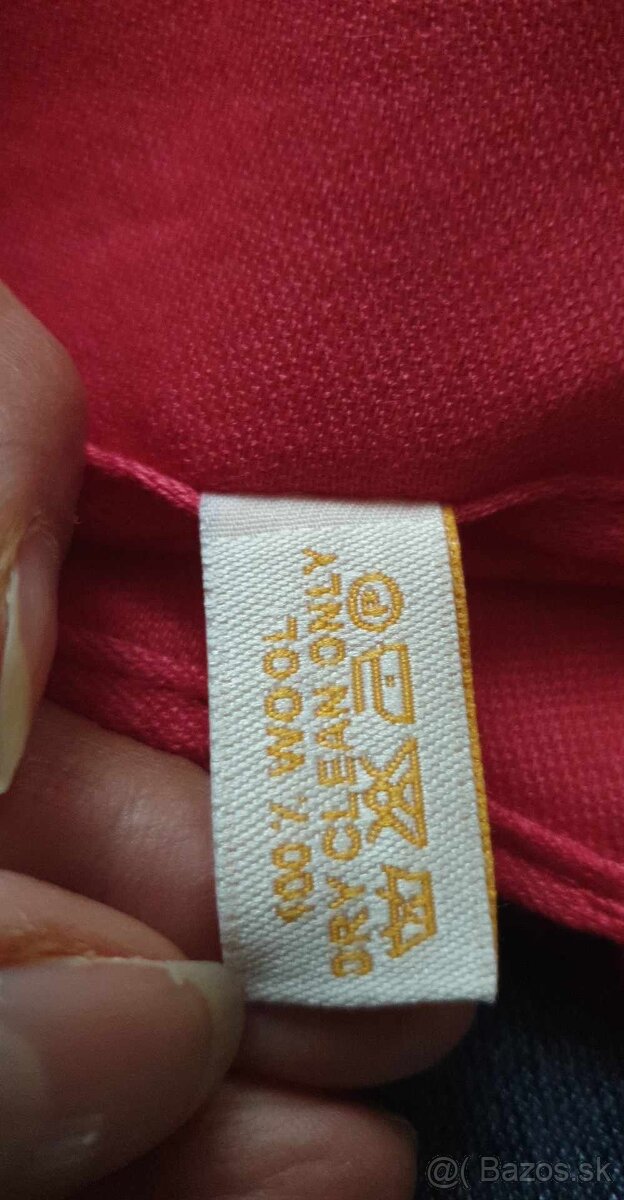 100 % WOOL
DRY CLEAN ONLY
P
@( Bazos.sk